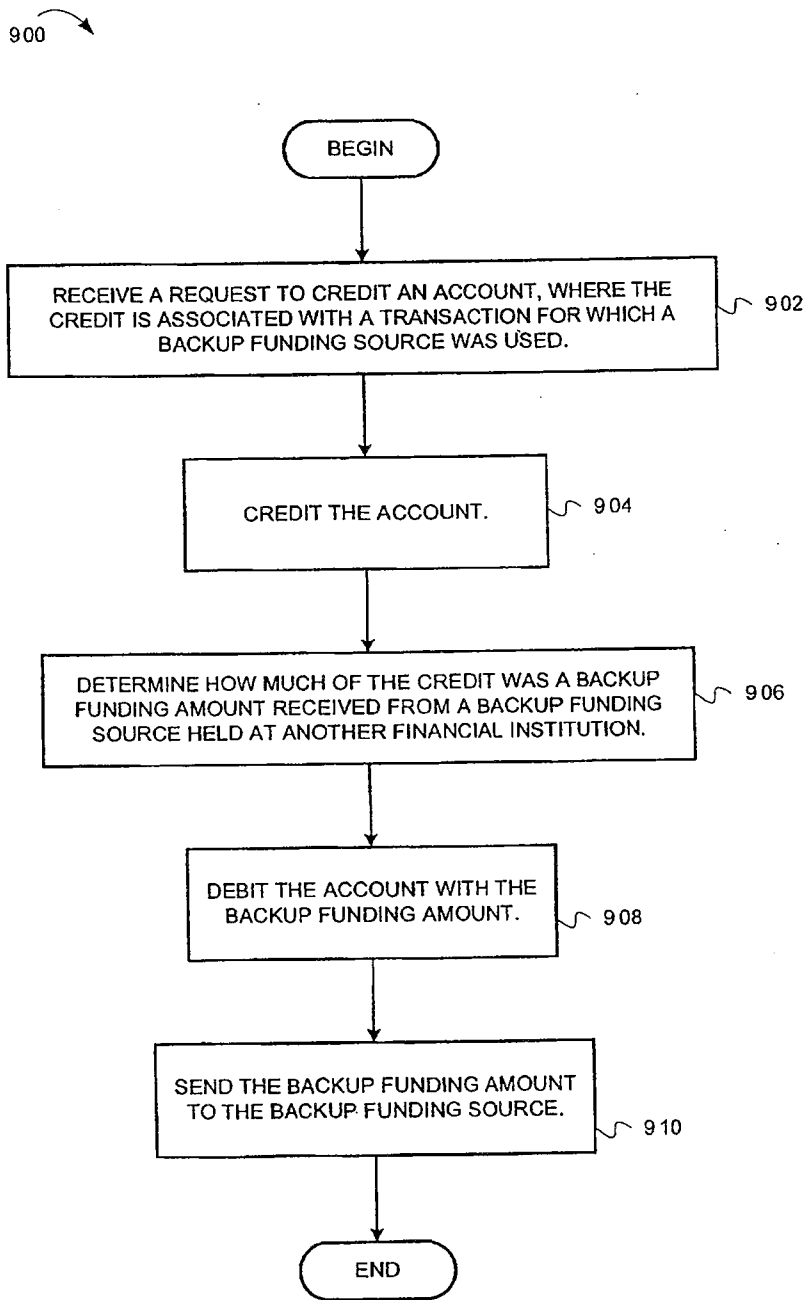 900
BEGIN
RECEIVE A REQUEST TO CREDIT AN ACCOUNT, WHERE THE
CREDIT IS ASSOCIATED WITH A TRANSACTION FOR WHICH A
BACKUP FUNDING SOURCE WAS USED.
902
CREDIT THE ACCOUNT.
904
DETERMINE HOW MUCH OF THE CREDIT WAS A BACKUP
FUNDING AMOUNT RECEIVED FROM A BACKUP FUNDING
SOURCE HELD AT ANOTHER FINANCIAL INSTITUTION.
906
DEBIT THE ACCOUNT WITH THE
BACKUP FUNDING AMOUNT.
908
SEND THE BACKUP FUNDING AMOUNT
TO THE BACKUP FUNDING SOURCE.
910
END